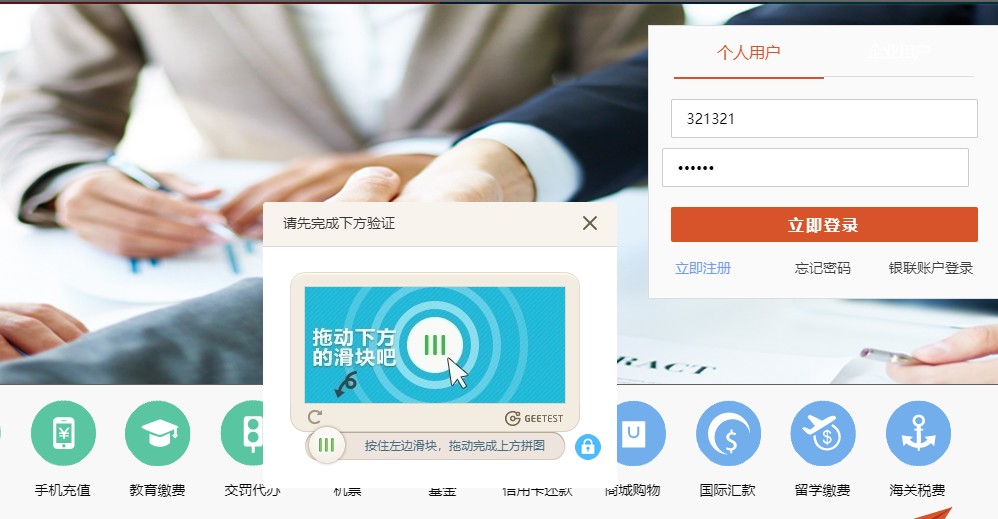 个人用户
企业用户
321321
••••••
立即登录
立即注册
忘记密码
银联账户登录
请先完成下方验证
拖动下方
的滑块吧
GEETEST
按住左边滑块，拖动完成上方拼图
RACT
手机充值
教育缴费
交罚代办
机票
基金
信用卡还款
商城购物
国际汇款
留学缴费
海关税费